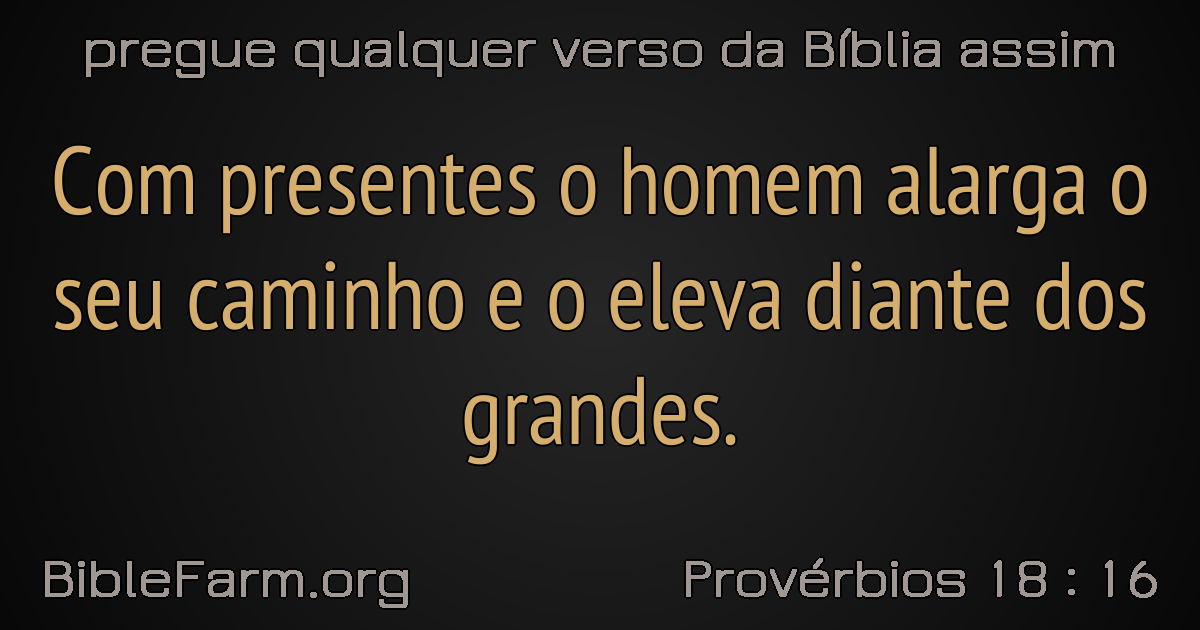 pregue qualquer verso da Bíblia assim
Com presentes o homem alarga o
seu caminho e o eleva diante dos
grandes.
BibleFarm.org
Provérbios 18 : 16